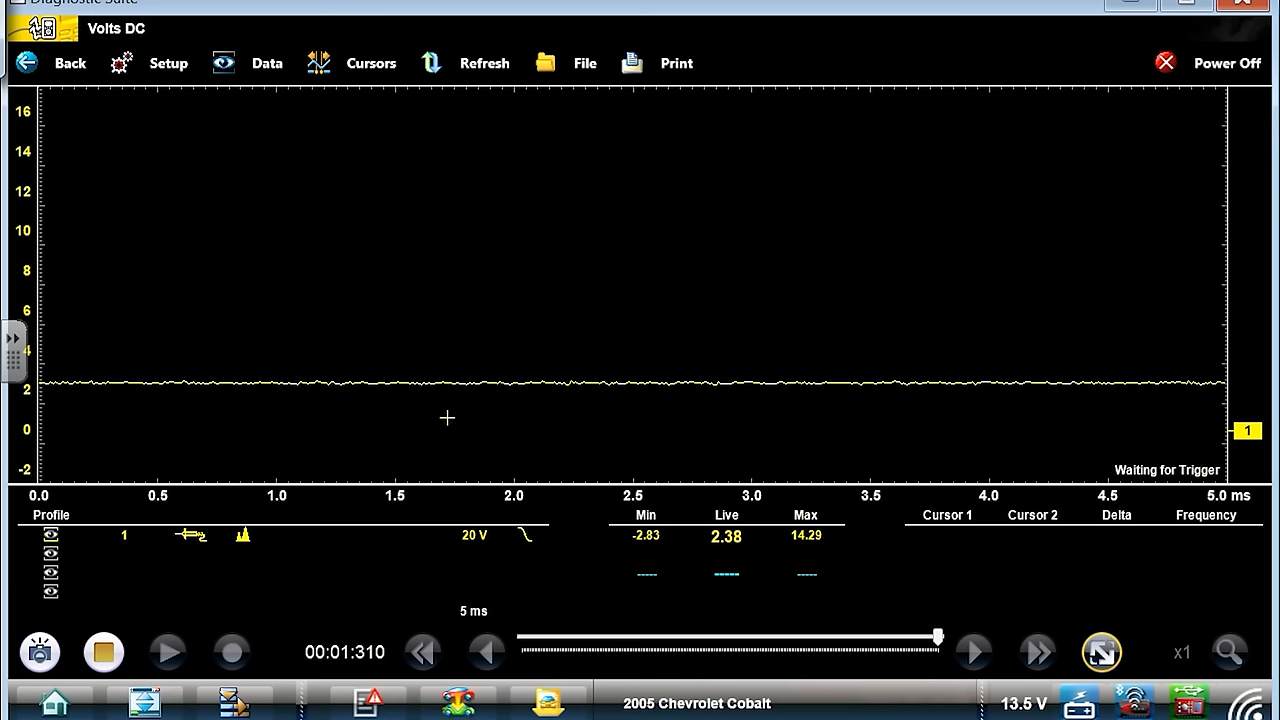 Diagnostic Suite
Volts DC
Back Setup Data Cursors Refresh File Print Power Off
16
14
12
10
8
6
4
2
0
-2
1
Waiting for Trigger
0.0 0.5 1.0 1.5 2.0 2.5 3.0 3.5 4.0 4.5 5.0 ms
Profile Min Live Max Cursor 1 Cursor 2 Delta Frequency
1 20 V -2.83 2.38 14.29
----- ----- -----
5 ms
00:01:310 x1
2005 Chevrolet Cobalt 13.5 V